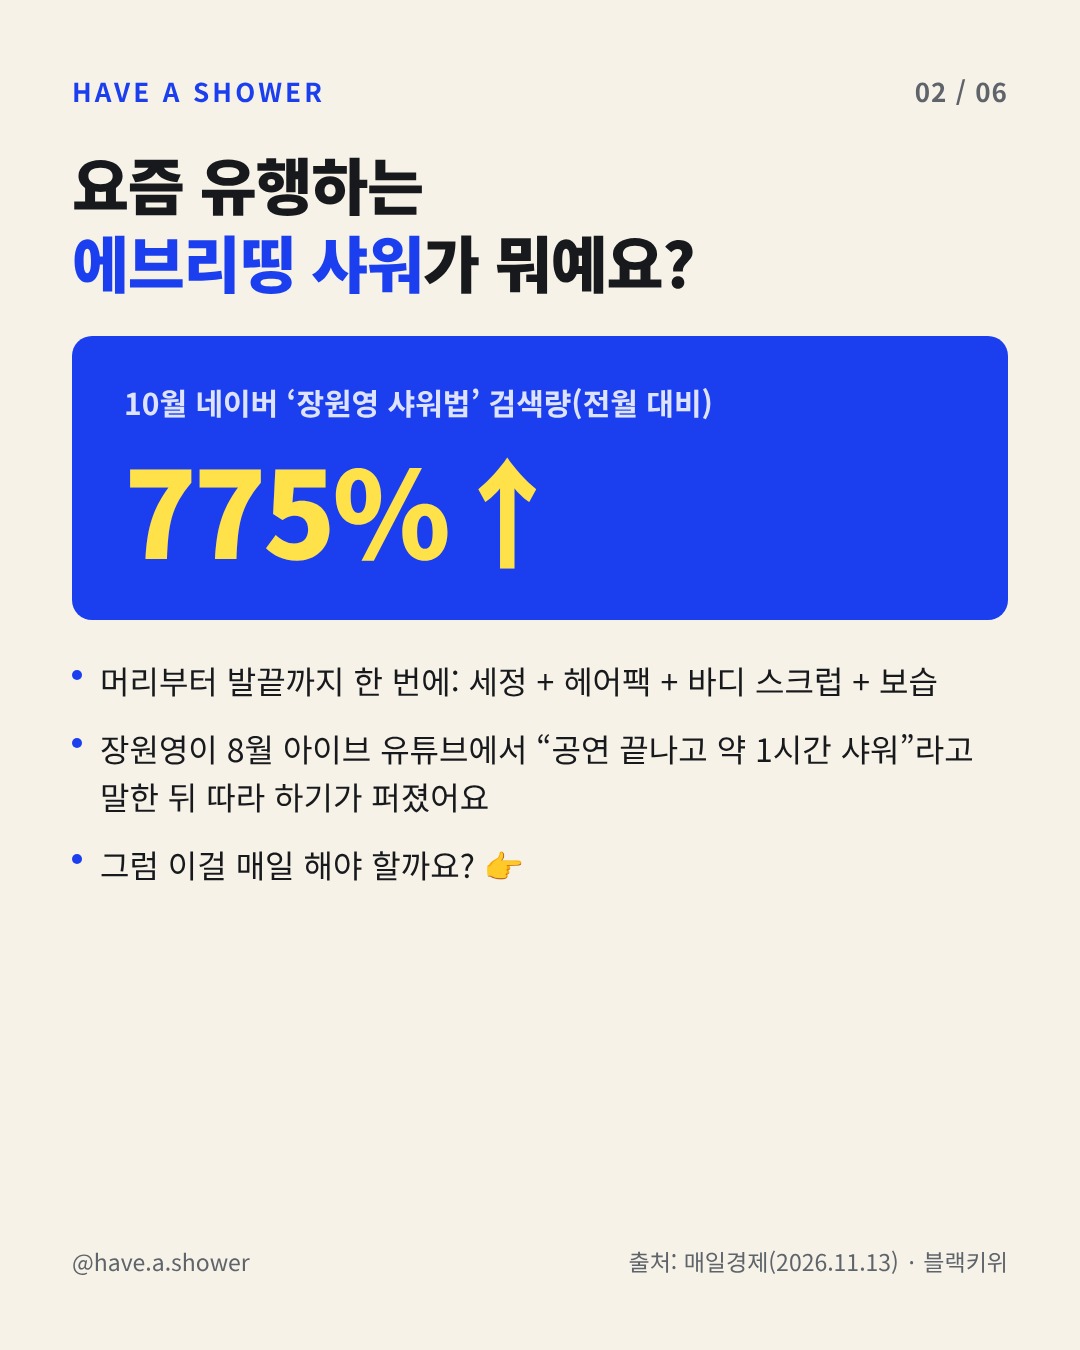 HAVE A SHOWER
02 / 06
요즘 유행하는
에브리띵 샤워가 뭐예요?
10월 네이버 ‘장원영 샤워법’ 검색량(전월 대비)
775% ↑
• 머리부터 발끝까지 한 번에: 세정 + 헤어팩 + 바디 스크럽 + 보습
• 장원영이 8월 아이브 유튜브에서 “공연 끝나고 약 1시간 샤워”라고
말한 뒤 따라 하기가 퍼졌어요
• 그럼 이걸 매일 해야 할까요? 👉
@have.a.shower
출처: 매일경제(2026.11.13) · 블랙키위